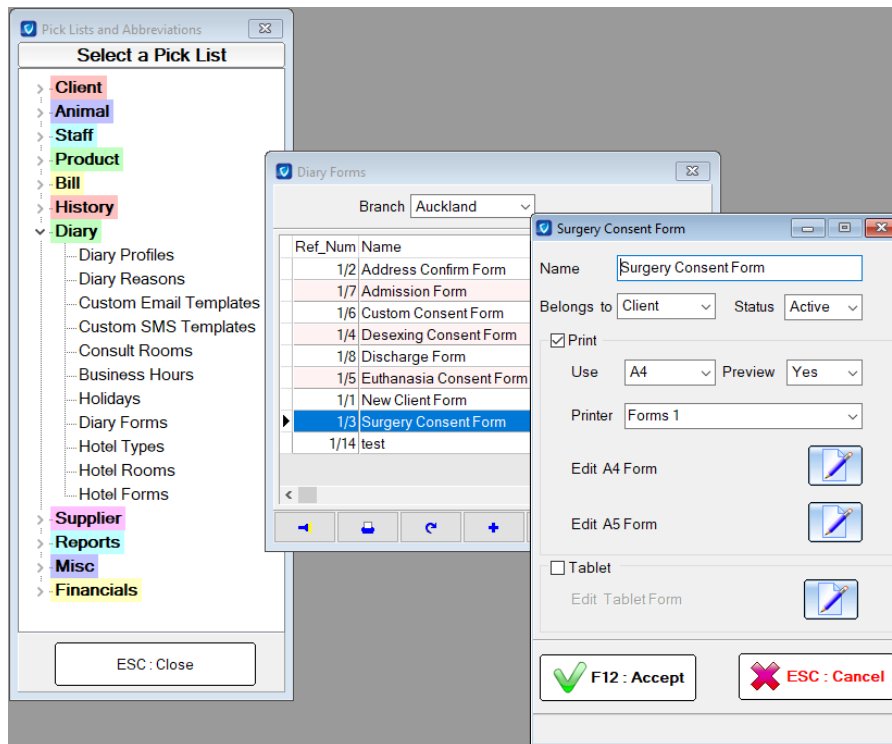 Pick Lists and Abbreviations
Select a Pick List
Client
Animal
Staff
Product
Bill
History
Diary
Diary Profiles
Diary Reasons
Custom Email Templates
Custom SMS Templates
Consult Rooms
Business Hours
Holidays
Diary Forms
Hotel Types
Hotel Rooms
Hotel Forms
Supplier
Reports
Misc
Financials
ESC : Close
Diary Forms
Branch Auckland
Ref_Num Name
1/2 Address Confirm Form
1/7 Admission Form
1/6 Custom Consent Form
1/4 Desexing Consent Form
1/8 Discharge Form
1/5 Euthanasia Consent Form
1/1 New Client Form
1/3 Surgery Consent Form
1/14 test
Surgery Consent Form
Name Surgery Consent Form
Belongs to Client Status Active
Print
Use A4 Preview Yes
Printer Forms 1
Edit A4 Form
Edit A5 Form
Tablet
Edit Tablet Form
F12 : Accept ESC : Cancel